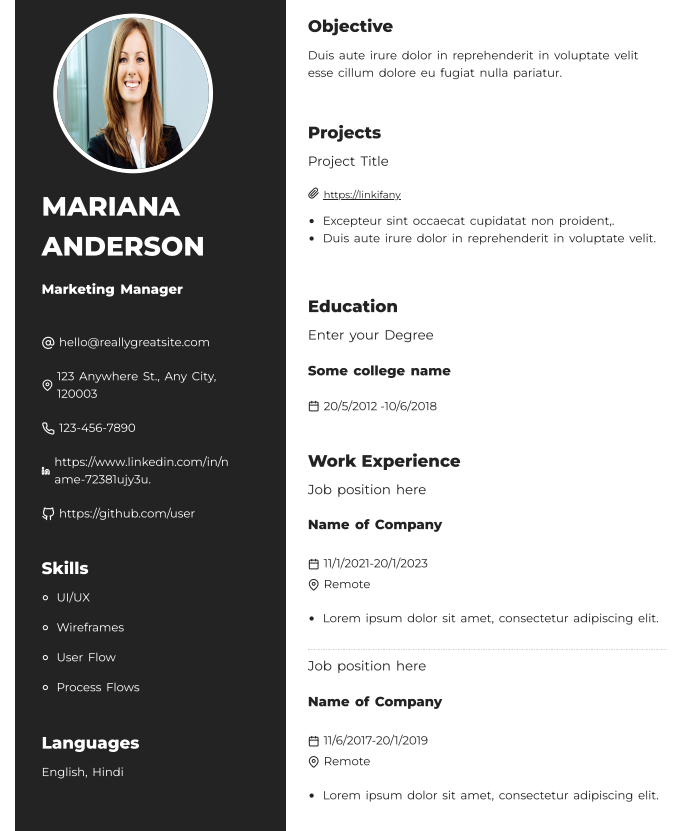 MARIANA
ANDERSON
Marketing Manager
hello@reallygreatsite.com
123 Anywhere St., Any City,
120003
123-456-7890
https://www.linkedin.com/in/n
ame-72381ujy3u.
https://github.com/user
Skills
UI/UX
Wireframes
User Flow
Process Flows
Languages
English, Hindi
Objective
Duis aute irure dolor in reprehenderit in voluptate velit
esse cillum dolore eu fugiat nulla pariatur.
Projects
Project Title
https://linkifany
• Excepteur sint occaecat cupidatat non proident,.
• Duis aute irure dolor in reprehenderit in voluptate velit.
Education
Enter your Degree
Some college name
20/5/2012 -10/6/2018
Work Experience
Job position here
Name of Company
11/1/2021-20/1/2023
Remote
• Lorem ipsum dolor sit amet, consectetur adipiscing elit.
Job position here
Name of Company
11/6/2017-20/1/2019
Remote
• Lorem ipsum dolor sit amet, consectetur adipiscing elit.